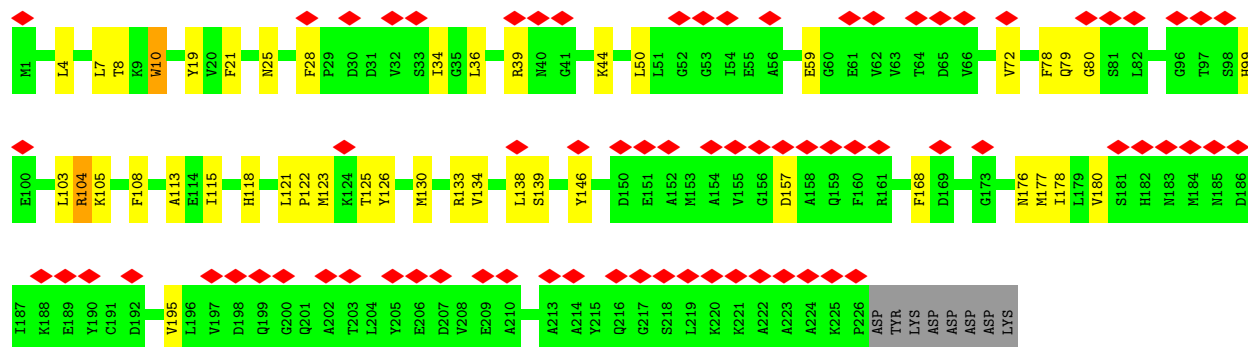 M1 L4 L7 T8 K9 W10 Y19 V20 F21 N25 F28 P29 D30 D31 V32 S33 I34 G35 L36 R39 N40 G41 K44 L50 L51 G52 G53 I54 E55 A56 E59 G60 E61 V62 V63 T64 D65 V66 V72 F78 Q79 G80 S81 L82 G96 T97 S98 H99
E100 L103 R104 K105 F108 A113 E114 I115 H118 L121 P122 M123 K124 T125 Y126 M130 R133 V134 L138 S139 Y146 D150 E151 A152 M153 A154 V155 G156 D157 A158 Q159 F160 R161 F168 D169 G173 N176 M177 I178 L179 V180 S181 H182 N183 M184 N185 D186
I187 K188 E189 Y190 C191 D192 V195 L196 V197 D198 Q199 G200 Q201 A202 T203 L204 Y205 E206 D207 V208 E209 A210 A213 A214 Y215 Q216 G217 S218 L219 K220 K221 A222 A223 A224 K225 P226 ASP TYR LYS ASP ASP ASP ASP LYS